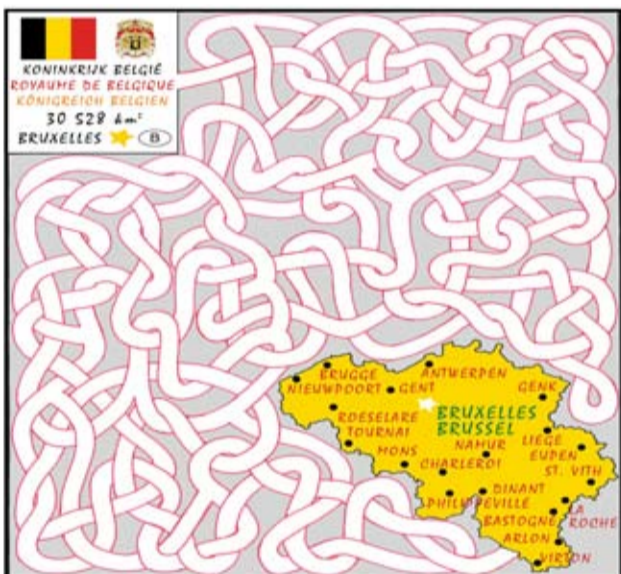 KONINKRIJK BELGIË
ROYAUME DE BELGIQUE
KÖNIGREICH BELGIEN
30 528 km²
BRUXELLES B
ANTWERPEN
BRUGGE
NIEUWPOORT GENT
GENK
ROESELARE
BRUXELLES
BRUSSEL
TOURNAI
LIEGE
NAMUR
EUPEN
MONS
ST. VITH
CHARLEROI
DINANT
PHILIPPEVILLE
LA
BASTOGNE ROCHE
ARLON
VIRTON